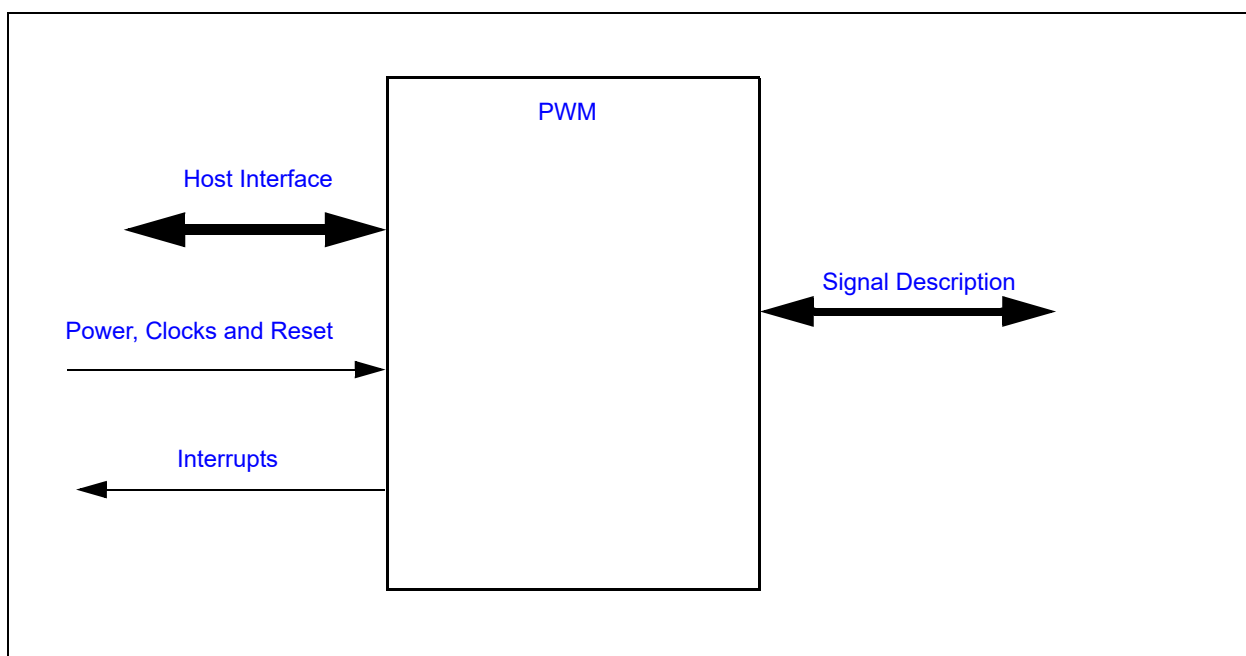 PWM
Host Interface
Signal Description
Power, Clocks and Reset
Interrupts